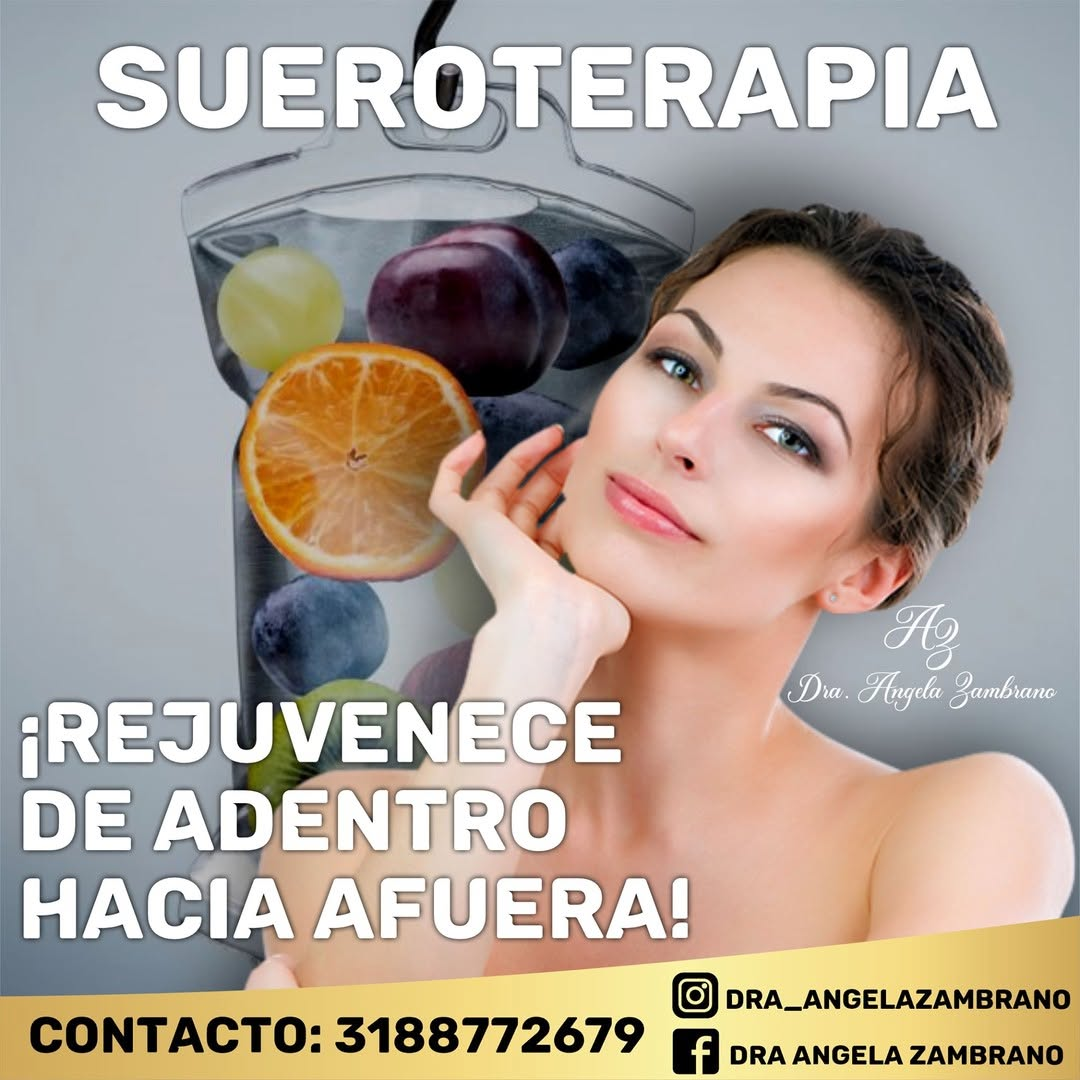 SUEROTERAPIA
AZ
Dra. Angela Zambrano
¡REJUVENECE
DE ADENTRO
HACIA AFUERA!
CONTACTO: 3188772679
DRA_ANGELAZAMBRANO
DRA ANGELA ZAMBRANO